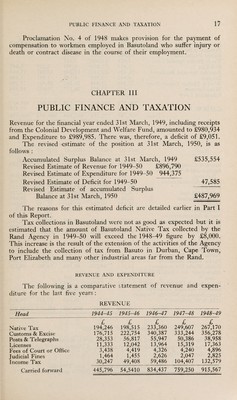 PUBLIC FINANCE AND TAXATION 17
Proclamation No. 4 of 1948 makes provision for the payment of
compensation to workmen employed in Basutoland who suffer injury or
death or contract disease in the course of their employment.
CHAPTER III
PUBLIC FINANCE AND TAXATION
Revenue for the financial year ended 31st March, 1949, including receipts
from the Colonial Development and Welfare Fund, amounted to £980,934
and Expenditure to £989,985. There was, therefore, a deficit of £9,051.
The revised estimate of the position at 31st March, 1950, is as
follows :
Accumulated Surplus Balance at 31st March, 1949 £535,554
Revised Estimate of Revenue for 1949-50 £896,790
Revised Estimate of Expenditure for 1949-50 944,375
Revised Estimate of Deficit for 1949-50 47,585
Revised Estimate of accumulated Surplus
Balance at 31st March, 1950 £487,969
The reasons for this estimated deficit are detailed earlier in Part I
of this Report.
Tax collections in Basutoland were not as good as expected but it is
estimated that the amount of Basutoland Native Tax collected by the
Rand Agency in 1949-50 will exceed the 1948-49 figure by £8,000.
This increase is the result of the extension of the activities of the Agency
to include the collection of tax from Basuto in Durban, Cape Town,
Port Elizabeth and many other industrial areas far from the Rand.
REVENUE AND EXPENDITURE
The following is a comparative statement of revenue and expen-
diture for the last five years :
REVENUE
Head 1944-45 1945-46 1946-47 1947-48 1948-49
£ £ £ £ £
Native Tax 194,246 198,515 233,360 249,607 267,170
Customs & Excise 176,715 222,754 340,387 333,244 356,278
Posts & Telegraphs 28,333 56,817 55,947 50,386 38,958
Licenses 11,333 12,042 13,964 15,319 17,363
Fees of Court or Office 3,438 4,419 4,326 4,240 4,896
Judicial Fines 1,464 1,455 2,626 2,047 2,825
Income Tax 30,247 49,408 59,486 104,407 132,579
Carried forward 445,796 54,5410 834,437 759,250 915,567